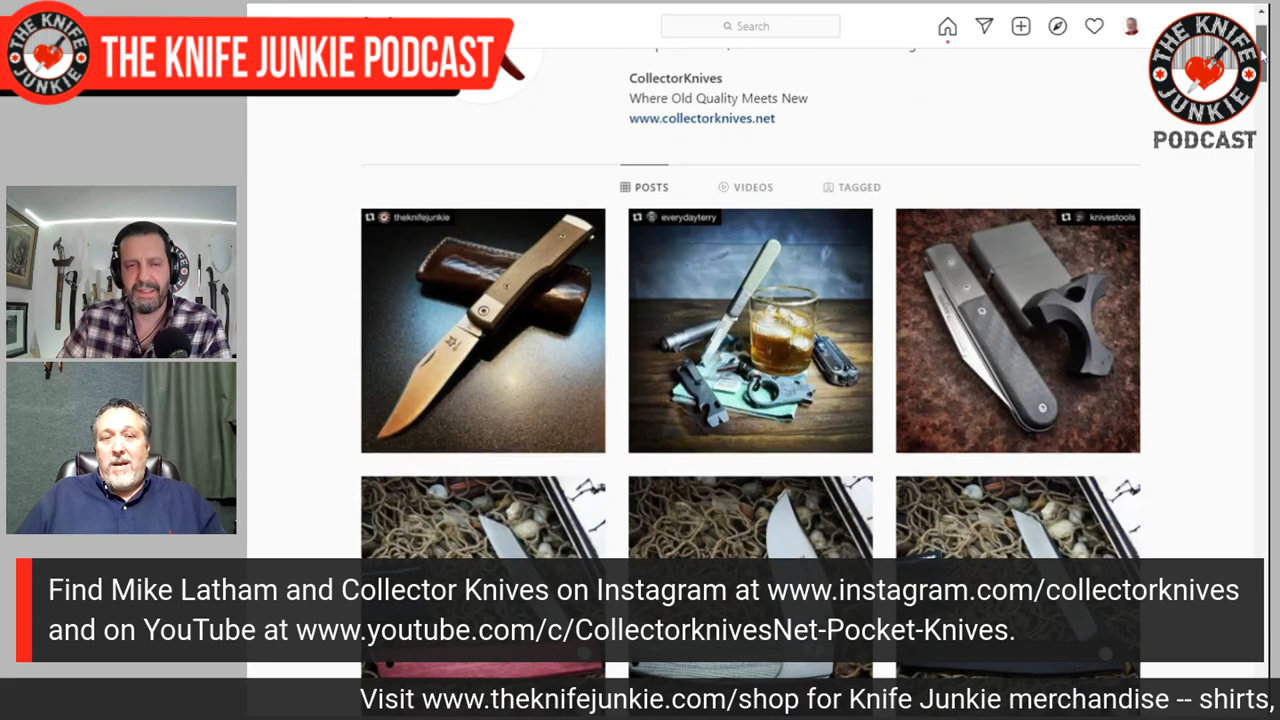 THE KNIFE JUNKIE
THE KNIFE JUNKIE PODCAST
Search
THE KNIFE JUNKIE
PODCAST
CollectorKnives
Where Old Quality Meets New
www.collectorknives.net
POSTS
VIDEOS
TAGGED
theknifejunkie
everydayterry
knivestools
Find Mike Latham and Collector Knives on Instagram at www.instagram.com/collectorknives
and on YouTube at www.youtube.com/c/CollectorknivesNet-Pocket-Knives.
Visit www.theknifejunkie.com/shop for Knife Junkie merchandise -- shirts,